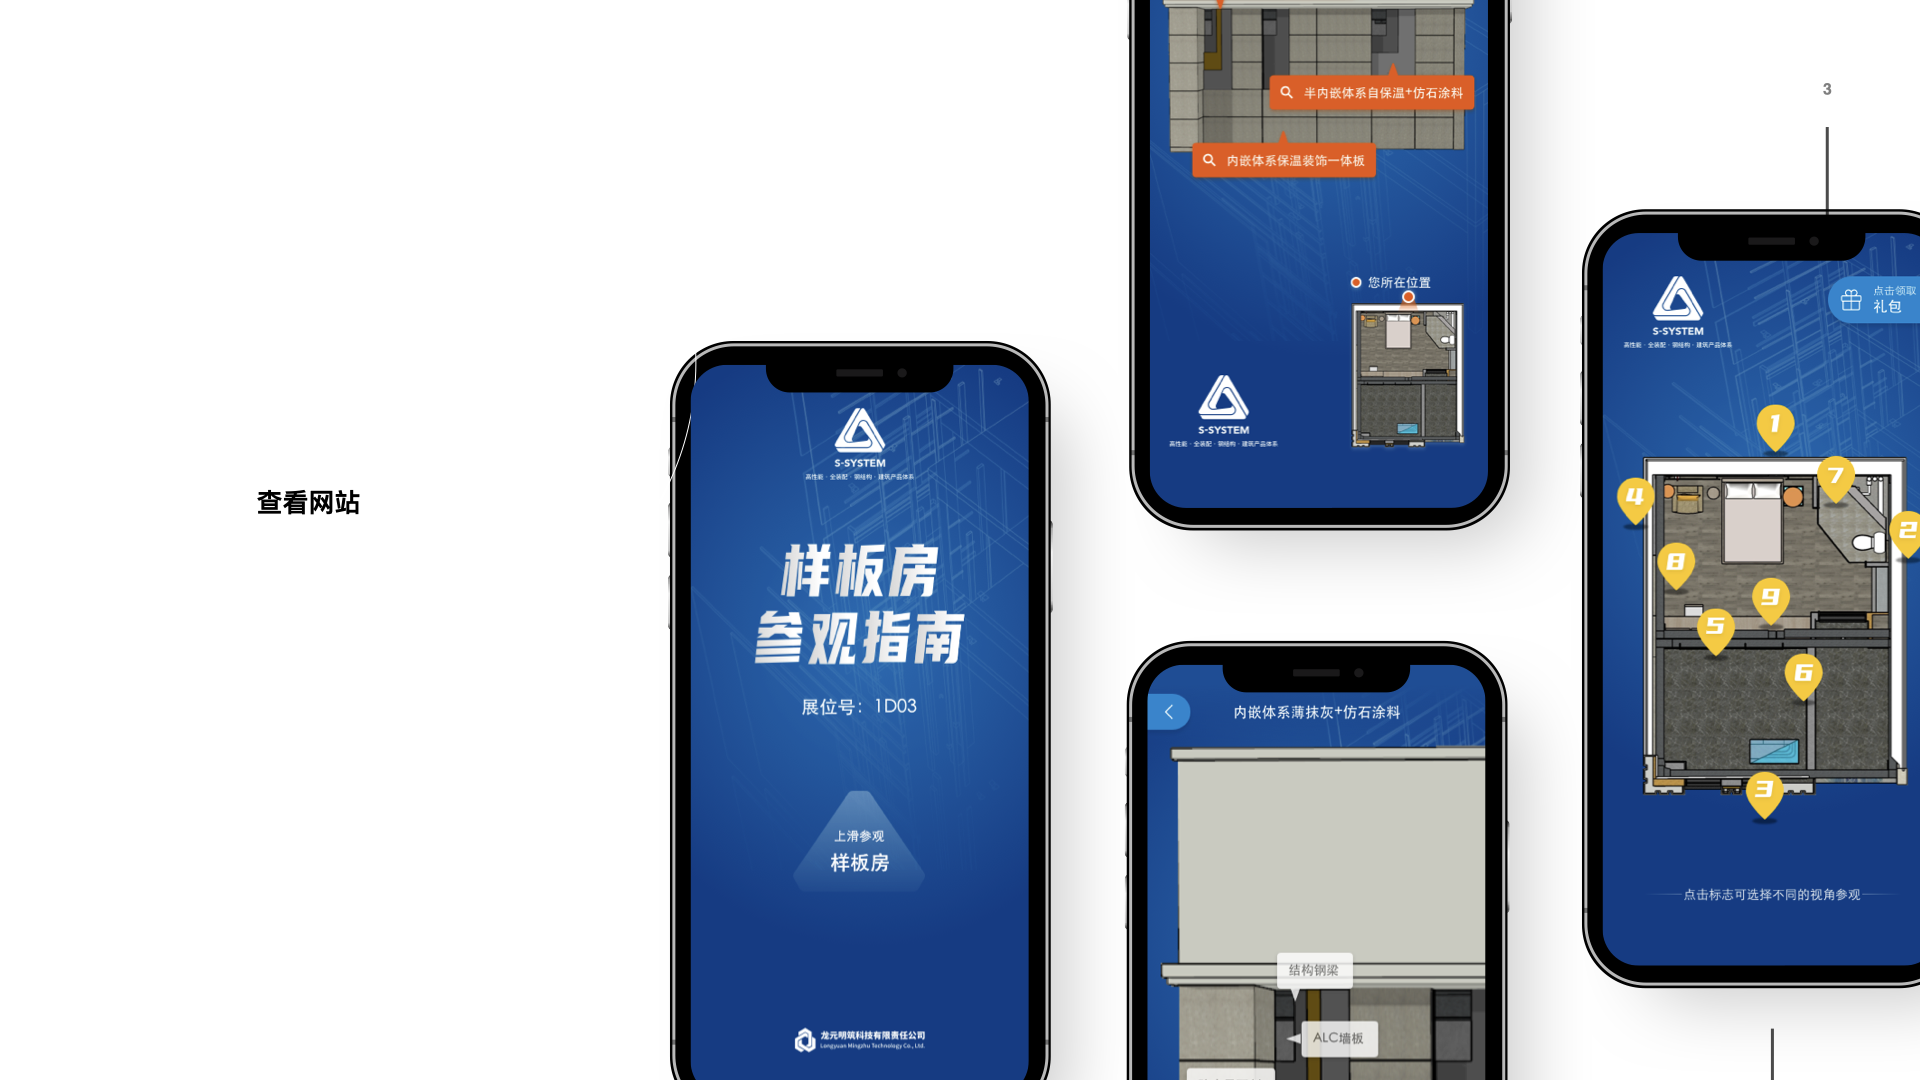 查看网站
S-SYSTEM
高性能 · 全装配 · 钢结构 · 建筑产品体系
样板房
参观指南
展位号：1D03
上滑参观
样板房
龙元明筑科技有限责任公司
Longyuan Mingzhu Technology Co., Ltd.
半内嵌体系自保温+仿石涂料
内嵌体系保温装饰一体板
您所在位置
S-SYSTEM
高性能 · 全装配 · 钢结构 · 建筑产品体系
内嵌体系薄抹灰+仿石涂料
结构钢梁
ALC墙板
3
S-SYSTEM
高性能 · 全装配 · 钢结构 · 建筑产品体系
点击领取
礼包
1
7
4
2
8
9
5
6
3
点击标志可选择不同的视角参观